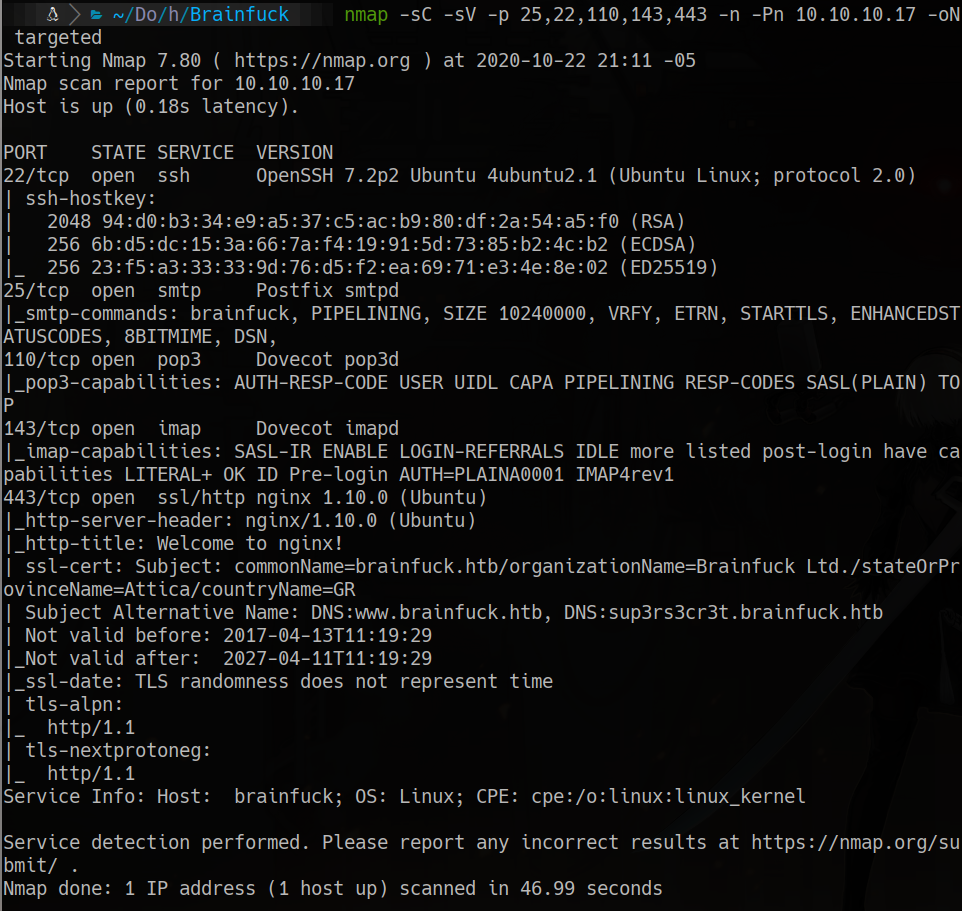 ~/Do/h/Brainfuck nmap -sC -sV -p 25,22,110,143,443 -n -Pn 10.10.10.17 -oN
 targeted
Starting Nmap 7.80 ( https://nmap.org ) at 2020-10-22 21:11 -05
Nmap scan report for 10.10.10.17
Host is up (0.18s latency).

PORT    STATE SERVICE  VERSION
22/tcp  open  ssh      OpenSSH 7.2p2 Ubuntu 4ubuntu2.1 (Ubuntu Linux; protocol 2.0)
| ssh-hostkey:
|   2048 94:d0:b3:34:e9:a5:37:c5:ac:b9:80:df:2a:54:a5:f0 (RSA)
|   256 6b:d5:dc:15:3a:66:7a:f4:19:91:5d:73:85:b2:4c:b2 (ECDSA)
|_  256 23:f5:a3:33:33:9d:76:d5:f2:ea:69:71:e3:4e:8e:02 (ED25519)
25/tcp  open  smtp     Postfix smtpd
|_smtp-commands: brainfuck, PIPELINING, SIZE 10240000, VRFY, ETRN, STARTTLS, ENHANCEDST
ATUSCODES, 8BITMIME, DSN,
110/tcp open  pop3     Dovecot pop3d
|_pop3-capabilities: AUTH-RESP-CODE USER UIDL CAPA PIPELINING RESP-CODES SASL(PLAIN) TO
P
143/tcp open  imap     Dovecot imapd
|_imap-capabilities: SASL-IR ENABLE LOGIN-REFERRALS IDLE more listed post-login have ca
pabilities LITERAL+ OK ID Pre-login AUTH=PLAINA0001 IMAP4rev1
443/tcp open  ssl/http nginx 1.10.0 (Ubuntu)
|_http-server-header: nginx/1.10.0 (Ubuntu)
|_http-title: Welcome to nginx!
| ssl-cert: Subject: commonName=brainfuck.htb/organizationName=Brainfuck Ltd./stateOrPr
ovinceName=Attica/countryName=GR
| Subject Alternative Name: DNS:www.brainfuck.htb, DNS:sup3rs3cr3t.brainfuck.htb
| Not valid before: 2017-04-13T11:19:29
|_Not valid after:  2027-04-11T11:19:29
|_ssl-date: TLS randomness does not represent time
| tls-alpn:
|_  http/1.1
| tls-nextprotoneg:
|_  http/1.1
Service Info: Host:  brainfuck; OS: Linux; CPE: cpe:/o:linux:linux_kernel

Service detection performed. Please report any incorrect results at https://nmap.org/su
bmit/ .
Nmap done: 1 IP address (1 host up) scanned in 46.99 seconds